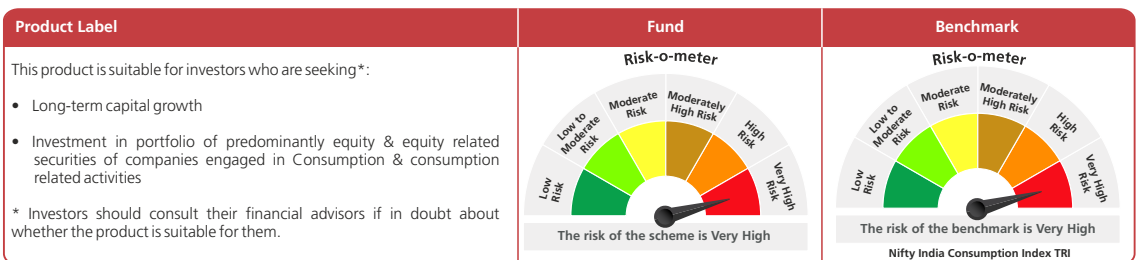 Product Label
Fund
Benchmark
This product is suitable for investors who are seeking*:
• Long-term capital growth
• Investment in portfolio of predominantly equity & equity related
securities of companies engaged in Consumption & consumption
related activities
* Investors should consult their financial advisors if in doubt about
whether the product is suitable for them.
Risk-o-meter
Low
Risk
Low to
Moderate
Risk
Moderate
Risk
Moderately
High Risk
High
Risk
Very High
Risk
The risk of the scheme is Very High
Risk-o-meter
Low
Risk
Low to
Moderate
Risk
Moderate
Risk
Moderately
High Risk
High
Risk
Very High
Risk
The risk of the benchmark is Very High
Nifty India Consumption Index TRI